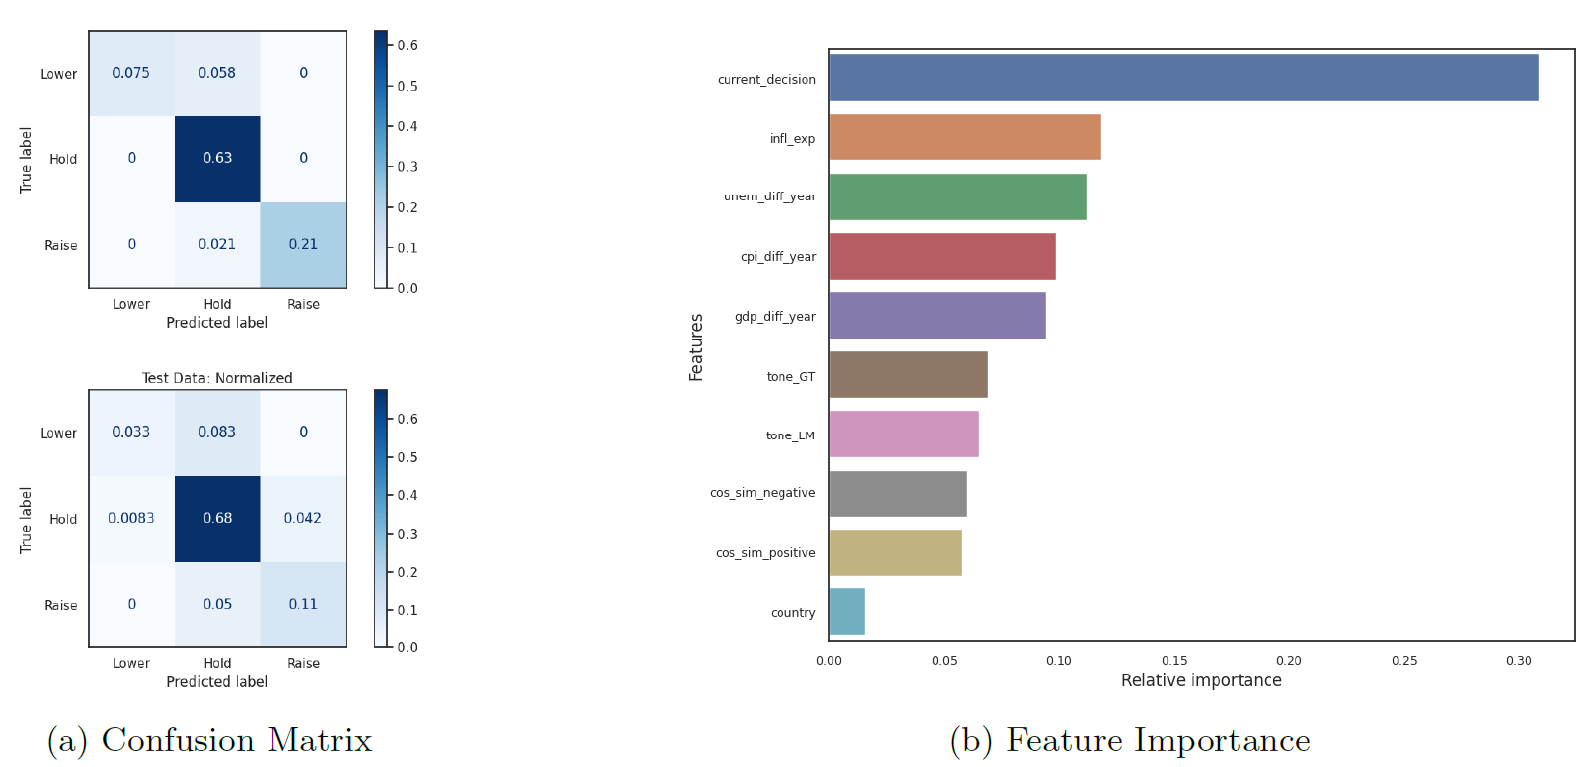 Lower
0.075 0.058 0
Hold
0 0.63 0
Raise
0 0.021 0.21
True label
Lower Hold Raise
Predicted label
0.6
0.5
0.4
0.3
0.2
0.1
0.0
Test Data: Normalized
Lower
0.033 0.083 0
Hold
0.0083 0.68 0.042
Raise
0 0.05 0.11
True label
Lower Hold Raise
Predicted label
0.6
0.5
0.4
0.3
0.2
0.1
0.0
(a) Confusion Matrix
Features
current_decision
infl_exp
unem_diff_year
cpi_diff_year
gdp_diff_year
tone_GT
tone_LM
cos_sim_negative
cos_sim_positive
country
0.00 0.05 0.10 0.15 0.20 0.25 0.30
Relative importance
(b) Feature Importance